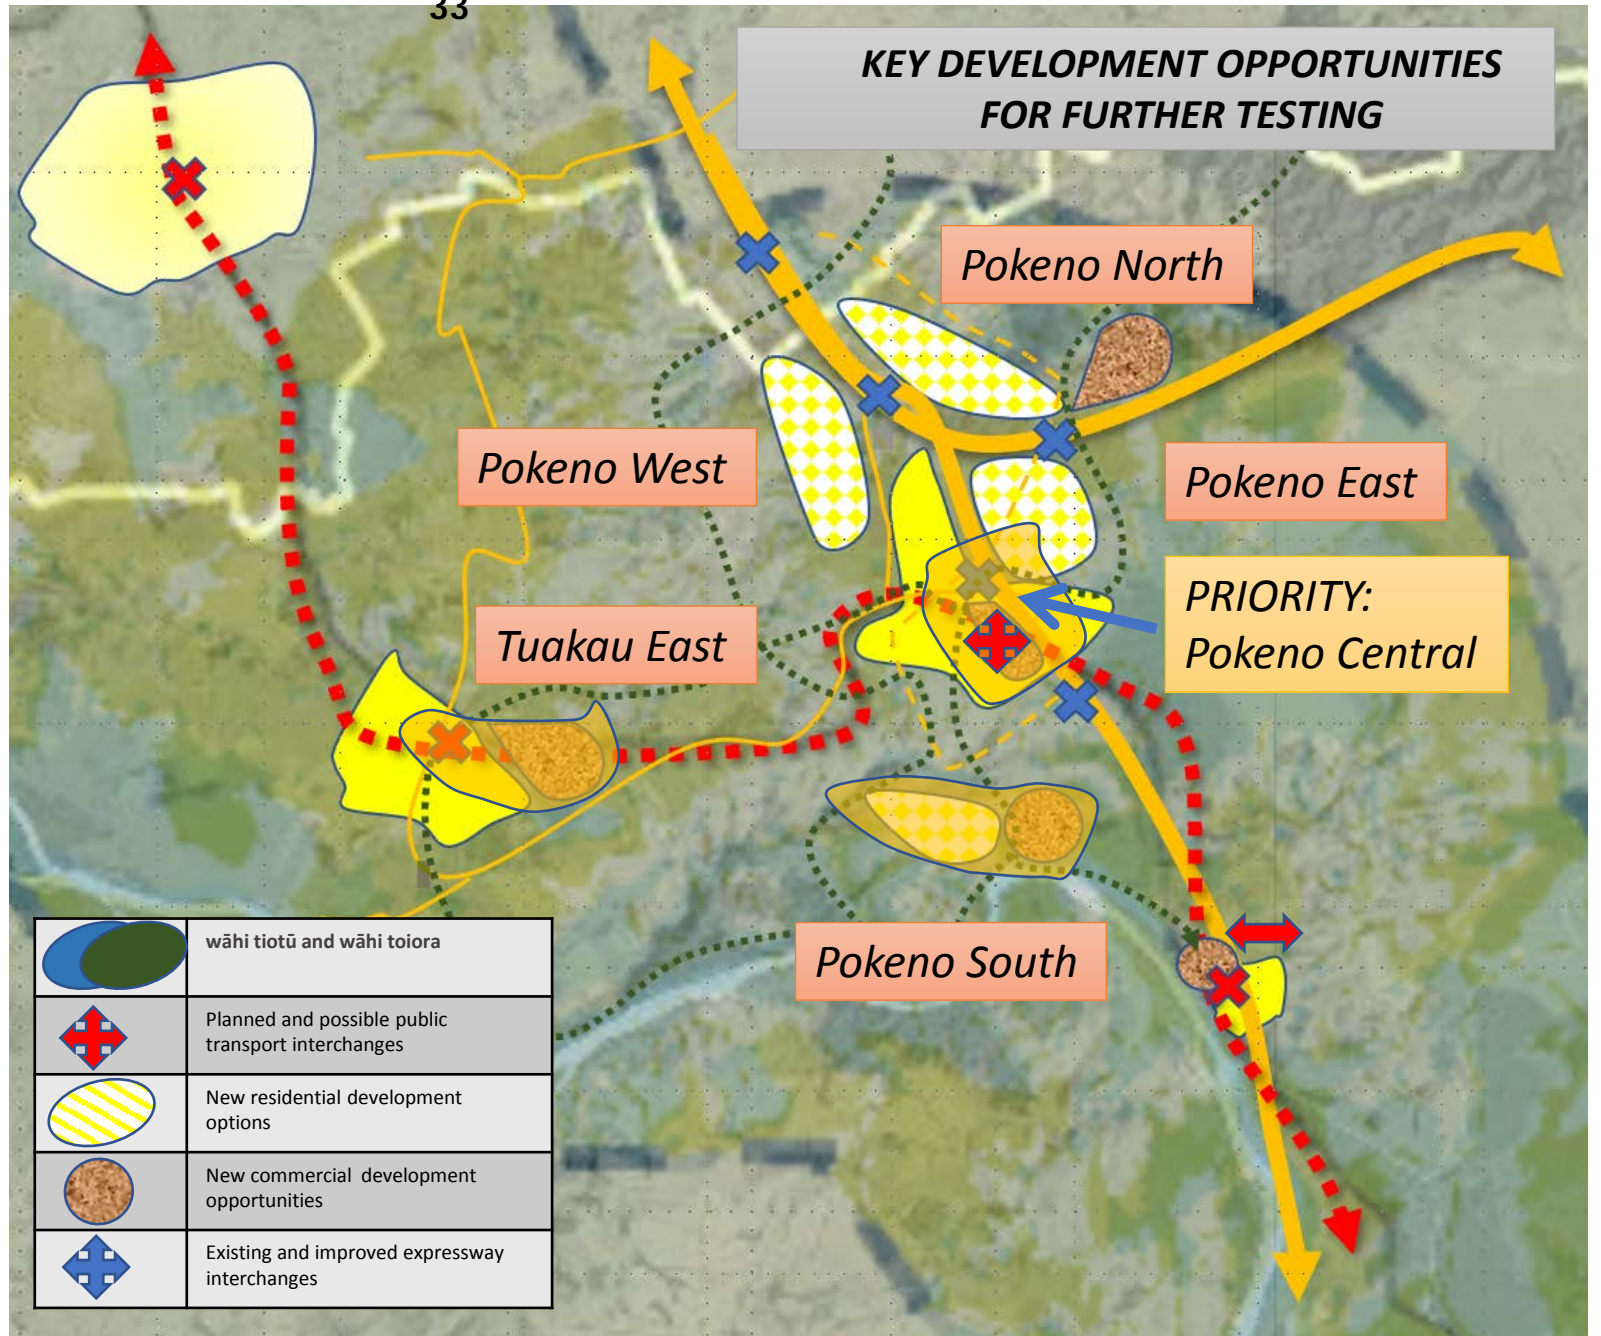 33
KEY DEVELOPMENT OPPORTUNITIES
FOR FURTHER TESTING
Pokeno North
Pokeno West
Pokeno East
PRIORITY:
Pokeno Central
Tuakau East
Pokeno South
wāhi tiotū and wāhi toiora
Planned and possible public
transport interchanges
New residential development
options
New commercial development
opportunities
Existing and improved expressway
interchanges